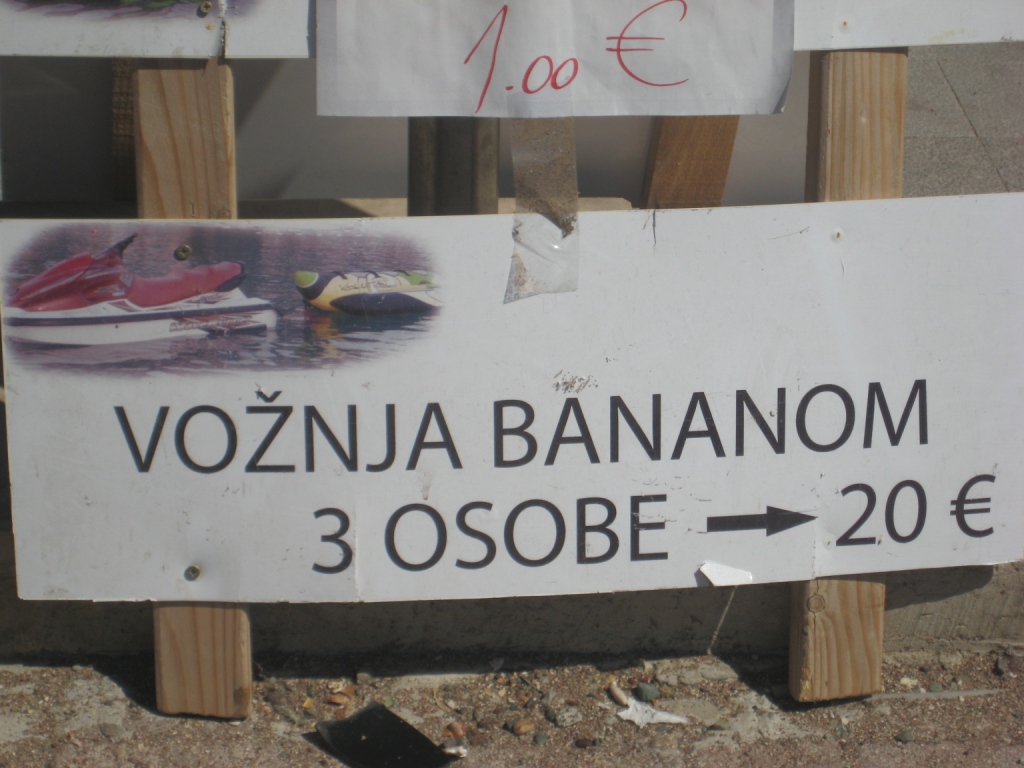 1.00 €
VOŽNJA BANANOM
3 OSOBE → 20 €